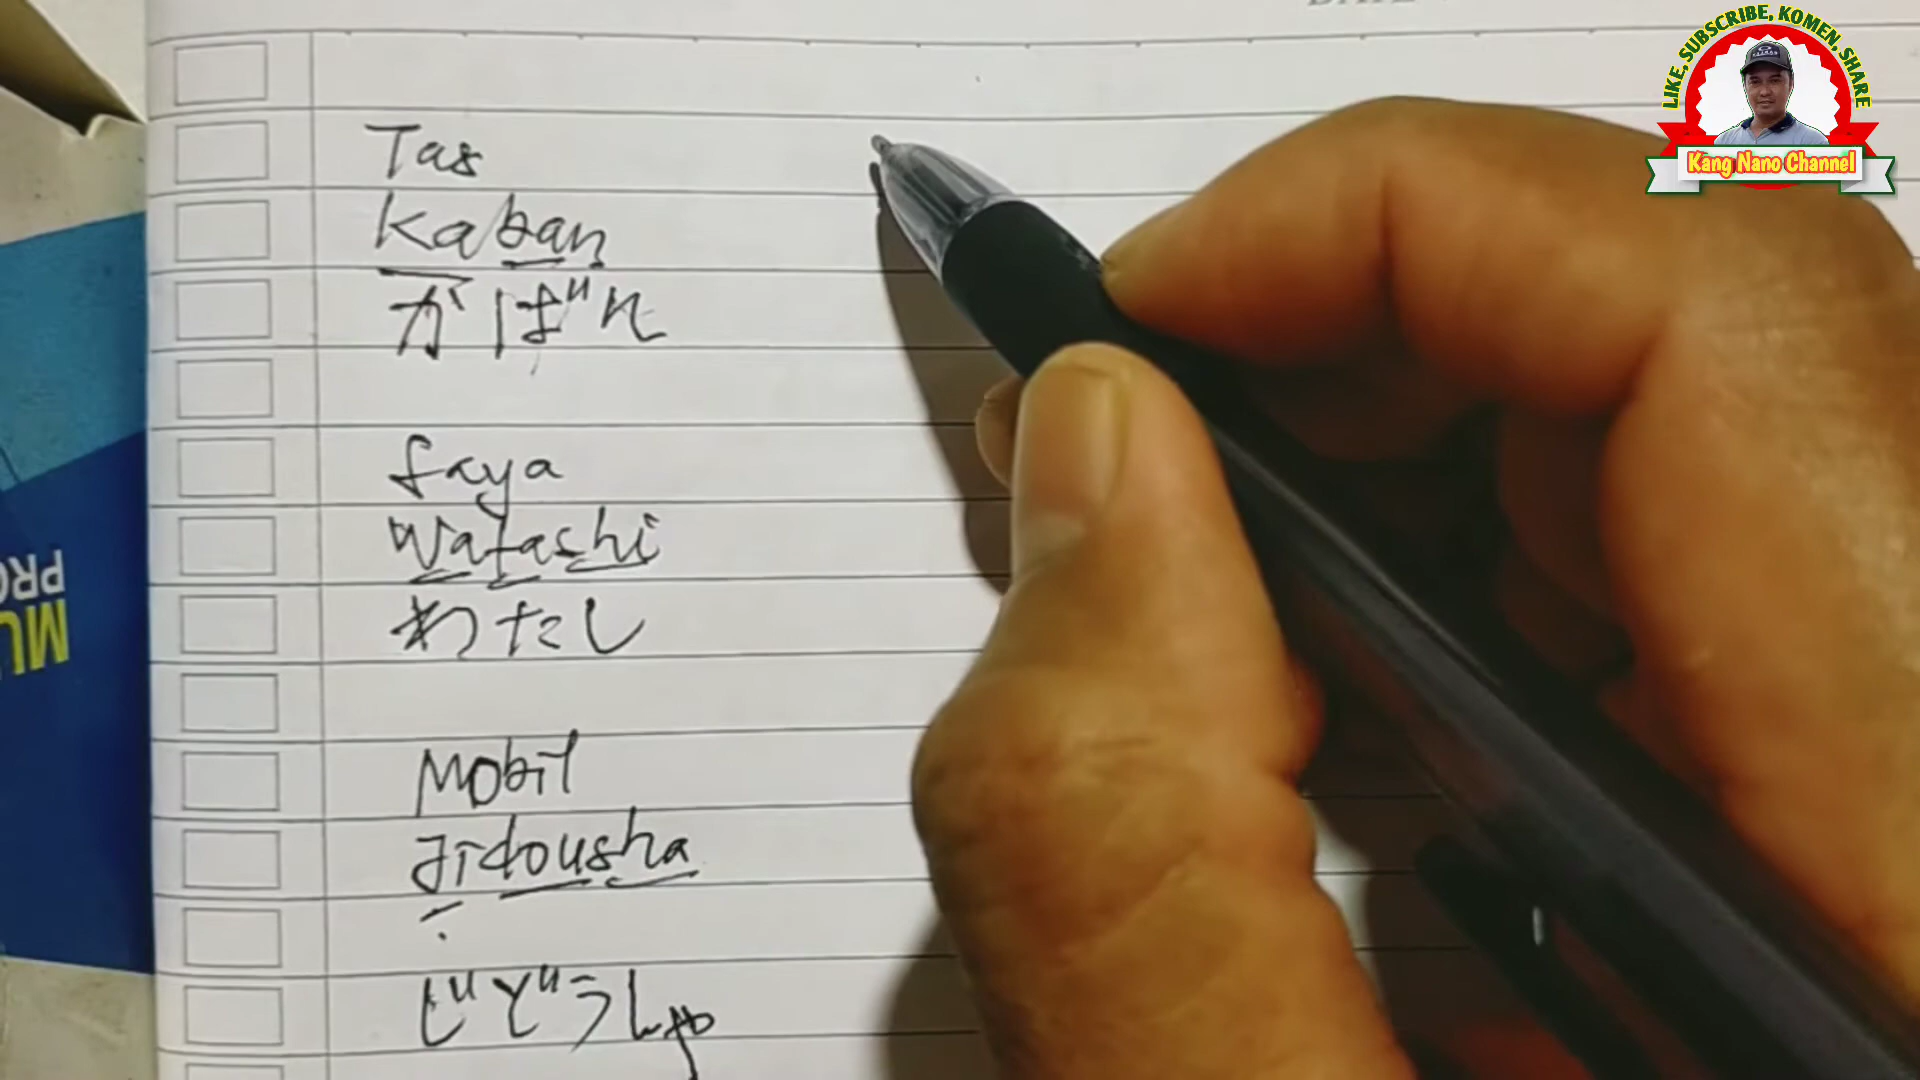 LIKE, SUBSCRIBE, KOMEN, SHARE
Kang Nano Channel
Tas
Kaban
かばん
Saya
Watashi
わたし
Mobil
Jidousha
じどうしゃ